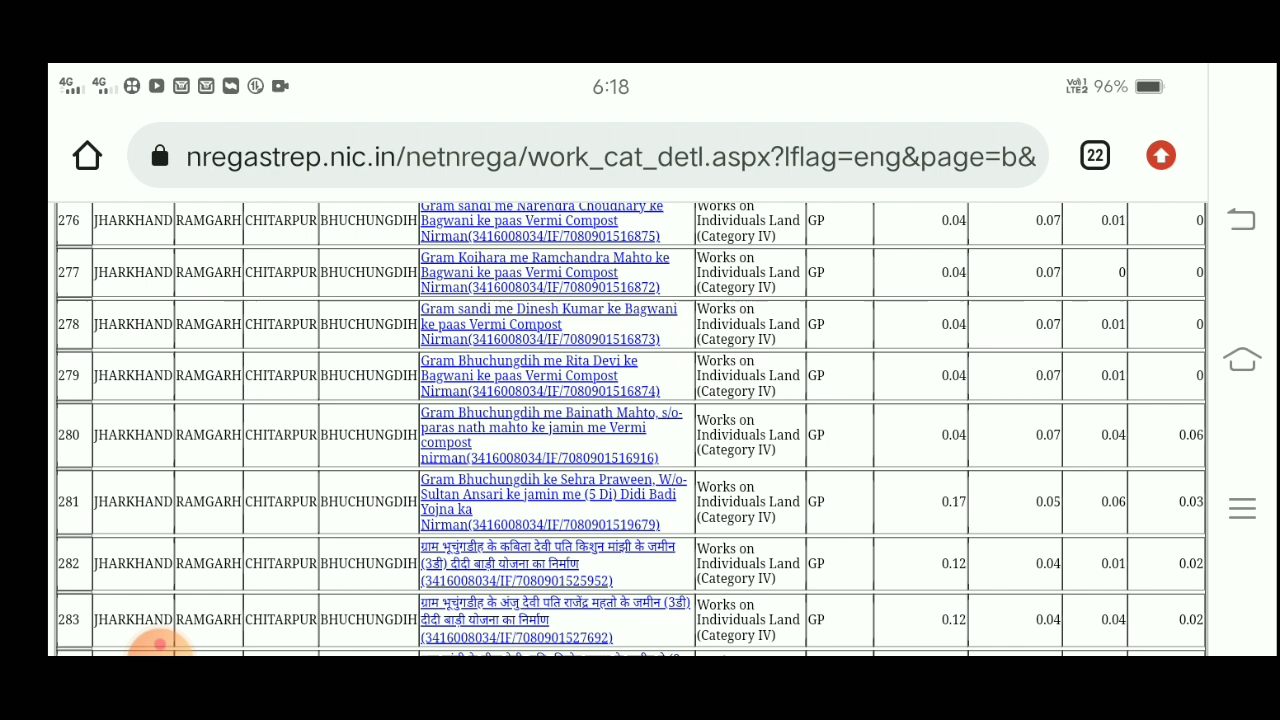 4G 4G 6:18 Vo) 1 LTE2 96%
nregastrep.nic.in/netnrega/work_cat_detl.aspx?lflag=eng&page=b& 22
276 JHARKHAND RAMGARH CHITARPUR BHUCHUNGDIH Gram sandi me Narendra Choudhary ke Bagwani ke paas Vermi Compost Nirman(3416008034/IF/7080901516875) Works on Individuals Land (Category IV) GP 0.04 0.07 0.01 0
277 JHARKHAND RAMGARH CHITARPUR BHUCHUNGDIH Gram Koihara me Ramchandra Mahto ke Bagwani ke paas Vermi Compost Nirman(3416008034/IF/7080901516872) Works on Individuals Land (Category IV) GP 0.04 0.07 0 0
278 JHARKHAND RAMGARH CHITARPUR BHUCHUNGDIH Gram sandi me Dinesh Kumar ke Bagwani ke paas Vermi Compost Nirman(3416008034/IF/7080901516873) Works on Individuals Land (Category IV) GP 0.04 0.07 0.01 0
279 JHARKHAND RAMGARH CHITARPUR BHUCHUNGDIH Gram Bhuchungdih me Rita Devi ke Bagwani ke paas Vermi Compost Nirman(3416008034/IF/7080901516874) Works on Individuals Land (Category IV) GP 0.04 0.07 0.01 0
280 JHARKHAND RAMGARH CHITARPUR BHUCHUNGDIH Gram Bhuchungdih me Bainath Mahto, s/o-paras nath mahto ke jamin me Vermi compost nirman(3416008034/IF/7080901516916) Works on Individuals Land (Category IV) GP 0.04 0.07 0.04 0.06
281 JHARKHAND RAMGARH CHITARPUR BHUCHUNGDIH Gram Bhuchungdih ke Sehra Praween, W/o-Sultan Ansari ke jamin me (5 Di) Didi Badi Yojna ka Nirman(3416008034/IF/7080901519679) Works on Individuals Land (Category IV) GP 0.17 0.05 0.06 0.03
282 JHARKHAND RAMGARH CHITARPUR BHUCHUNGDIH ग्राम भूचुंगडीह के कबिता देवी पति किशुन मांझी के जमीन (3डी) दीदी बाड़ी योजना का निर्माण (3416008034/IF/7080901525952) Works on Individuals Land (Category IV) GP 0.12 0.04 0.01 0.02
283 JHARKHAND RAMGARH CHITARPUR BHUCHUNGDIH ग्राम भूचुंगडीह के अंजु देवी पति राजेंद्र महतो के जमीन (3डी) दीदी बाड़ी योजना का निर्माण (3416008034/IF/7080901527692) Works on Individuals Land (Category IV) GP 0.12 0.04 0.04 0.02